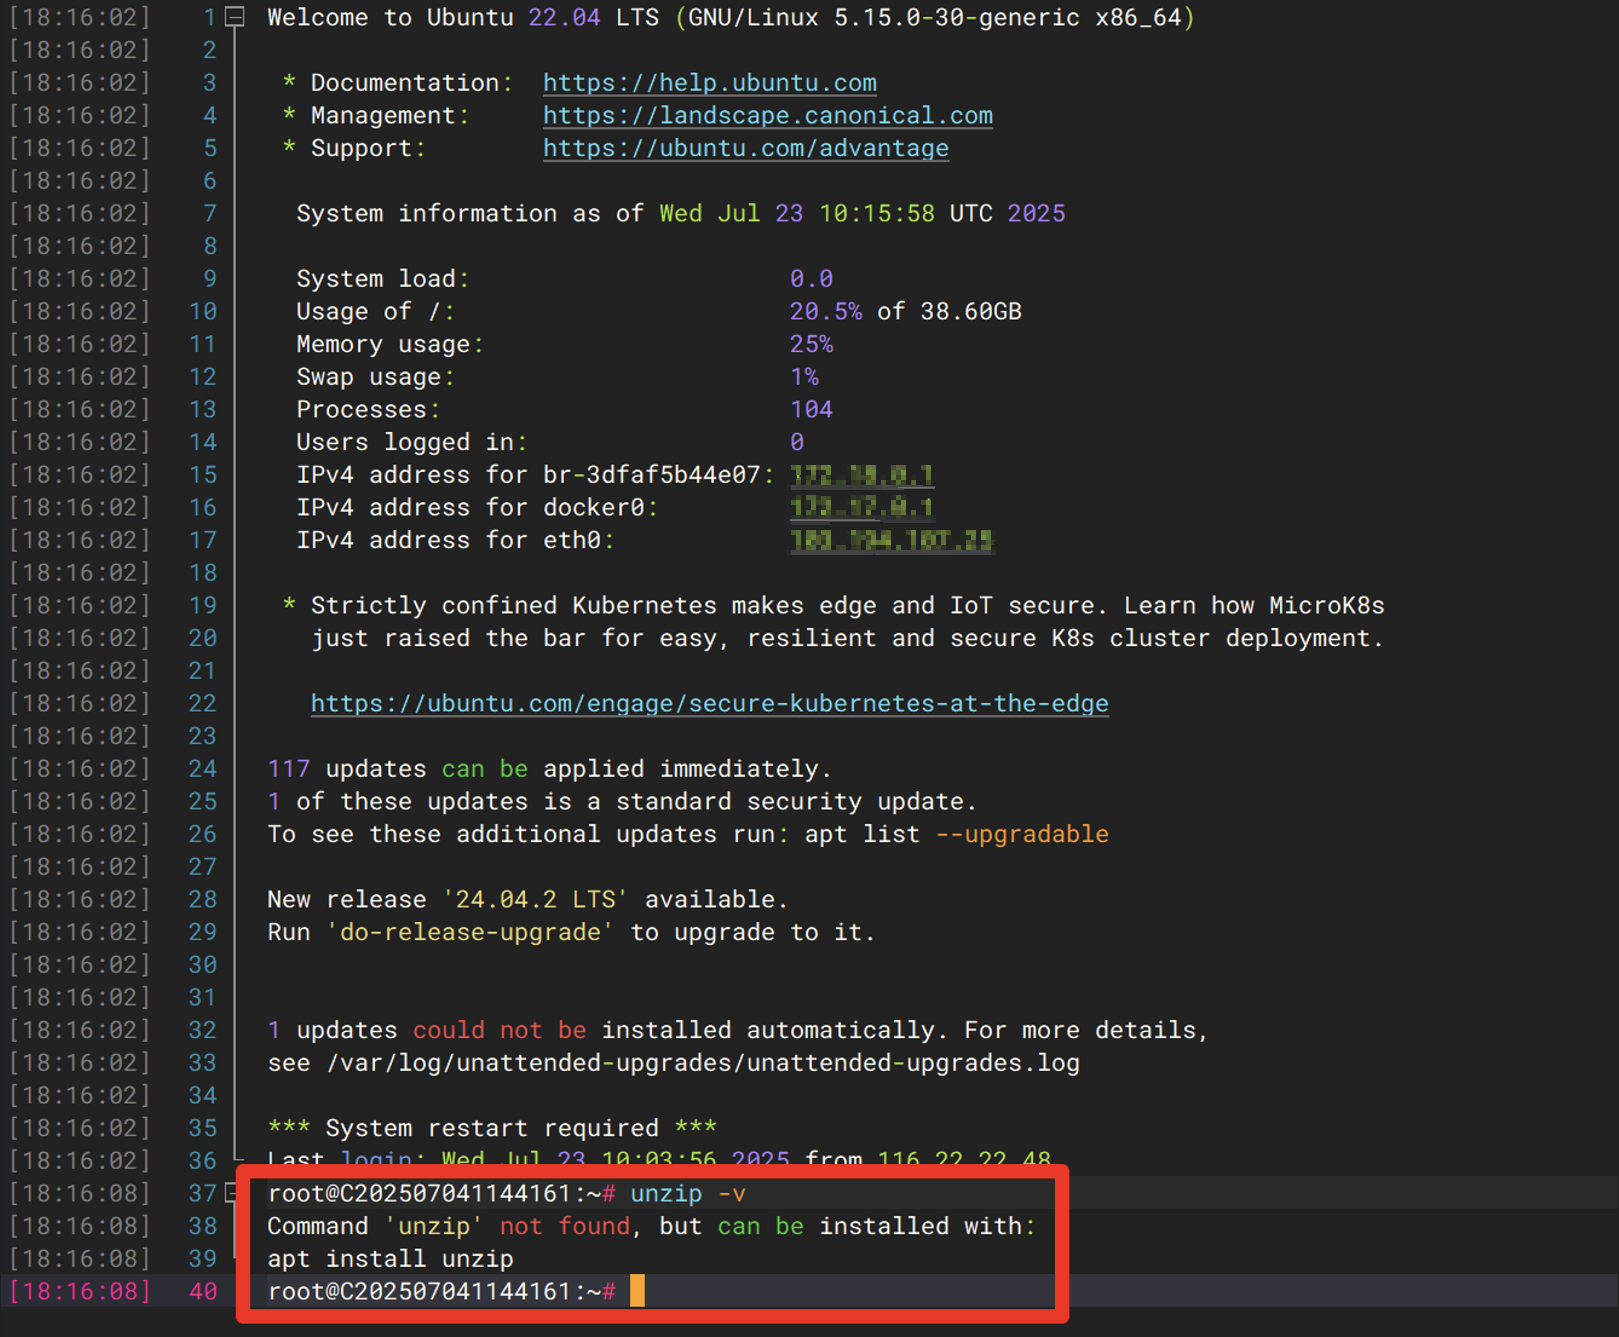 [18:16:02] 1 Welcome to Ubuntu 22.04 LTS (GNU/Linux 5.15.0-30-generic x86_64)
[18:16:02] 2
[18:16:02] 3 * Documentation: https://help.ubuntu.com
[18:16:02] 4 * Management: https://landscape.canonical.com
[18:16:02] 5 * Support: https://ubuntu.com/advantage
[18:16:02] 6
[18:16:02] 7 System information as of Wed Jul 23 10:15:58 UTC 2025
[18:16:02] 8
[18:16:02] 9 System load: 0.0
[18:16:02] 10 Usage of /: 20.5% of 38.60GB
[18:16:02] 11 Memory usage: 25%
[18:16:02] 12 Swap usage: 1%
[18:16:02] 13 Processes: 104
[18:16:02] 14 Users logged in: 0
[18:16:02] 15 IPv4 address for br-3dfaf5b44e07:
[18:16:02] 16 IPv4 address for docker0:
[18:16:02] 17 IPv4 address for eth0:
[18:16:02] 18
[18:16:02] 19 * Strictly confined Kubernetes makes edge and IoT secure. Learn how MicroK8s
[18:16:02] 20 just raised the bar for easy, resilient and secure K8s cluster deployment.
[18:16:02] 21
[18:16:02] 22 https://ubuntu.com/engage/secure-kubernetes-at-the-edge
[18:16:02] 23
[18:16:02] 24 117 updates can be applied immediately.
[18:16:02] 25 1 of these updates is a standard security update.
[18:16:02] 26 To see these additional updates run: apt list --upgradable
[18:16:02] 27
[18:16:02] 28 New release '24.04.2 LTS' available.
[18:16:02] 29 Run 'do-release-upgrade' to upgrade to it.
[18:16:02] 30
[18:16:02] 31
[18:16:02] 32 1 updates could not be installed automatically. For more details,
[18:16:02] 33 see /var/log/unattended-upgrades/unattended-upgrades.log
[18:16:02] 34
[18:16:02] 35 *** System restart required ***
[18:16:02] 36 Last login: Wed Jul 23 10:03:56 2025 from 116.22.22.48
[18:16:08] 37 root@C202507041144161:~# unzip -v
[18:16:08] 38 Command 'unzip' not found, but can be installed with:
[18:16:08] 39 apt install unzip
[18:16:08] 40 root@C202507041144161:~#